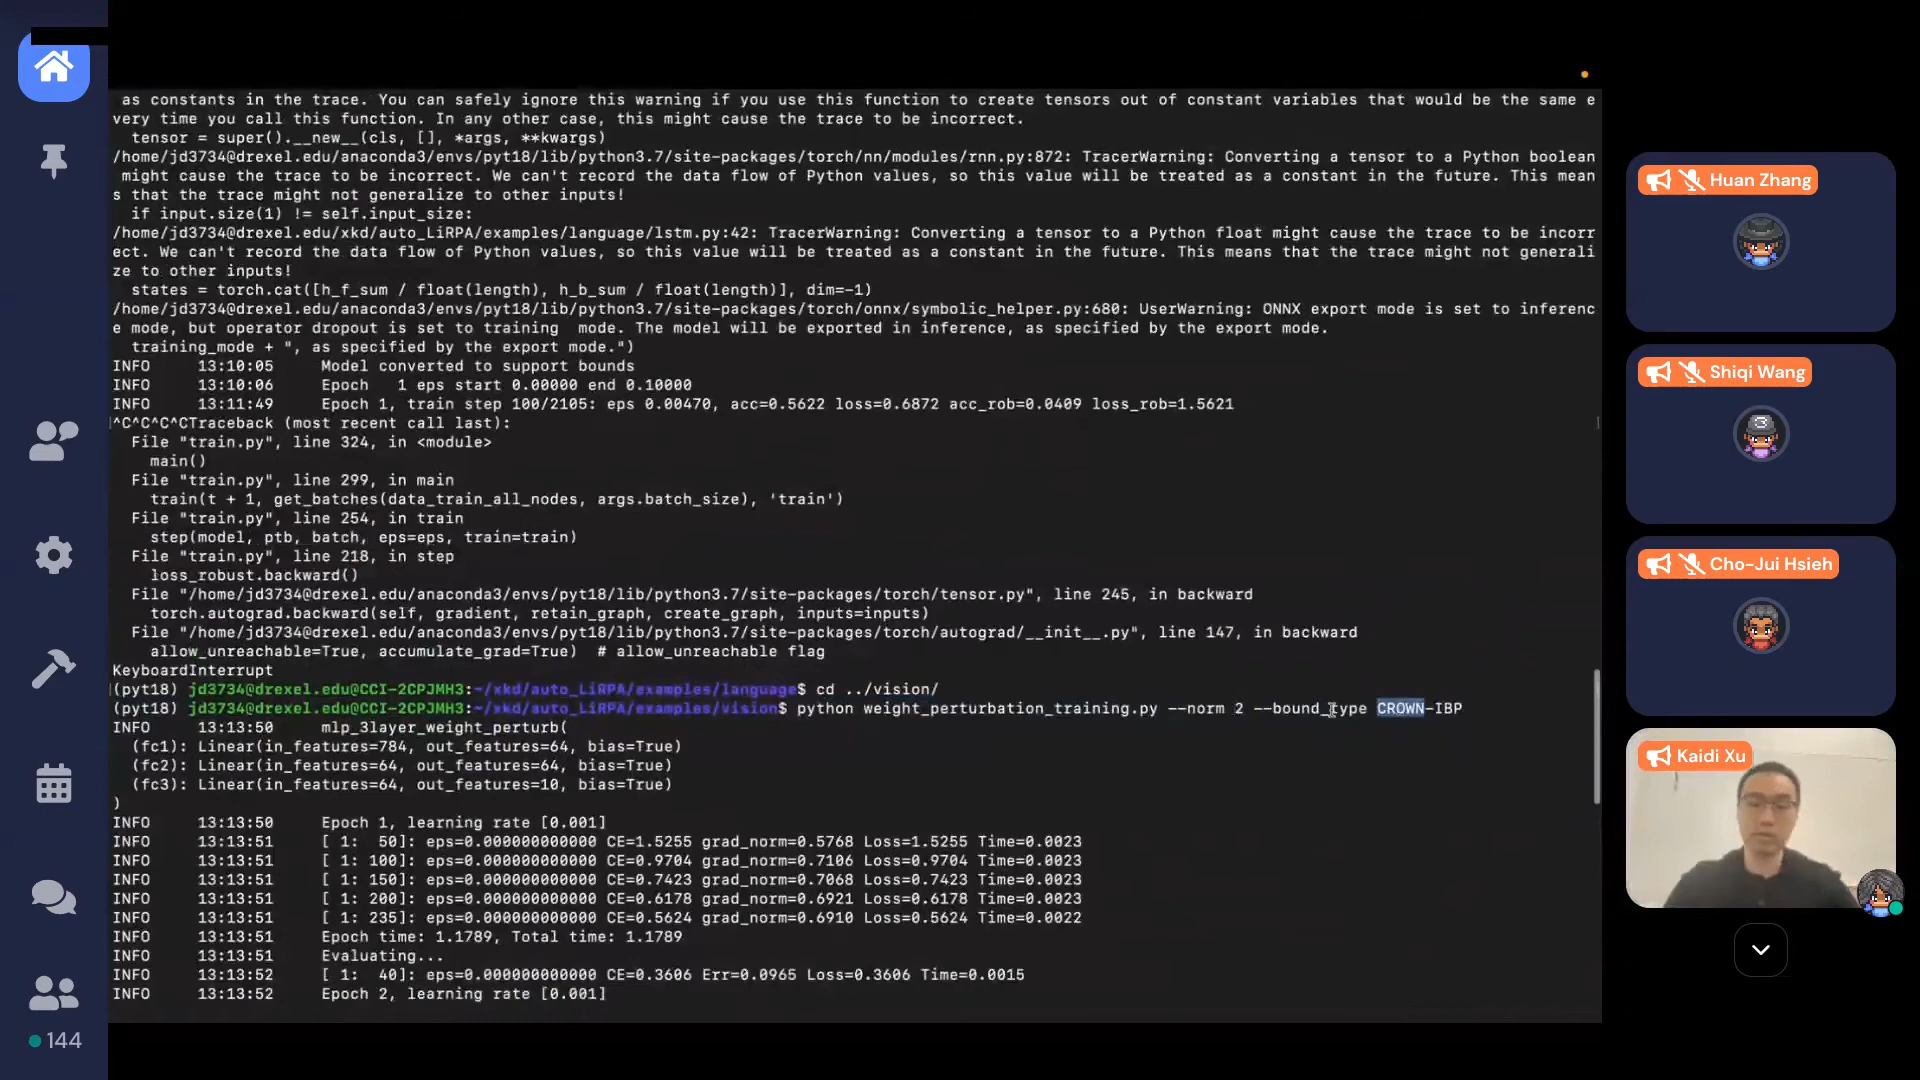 as constants in the trace. You can safely ignore this warning if you use this function to create tensors out of constant variables that would be the same e
very time you call this function. In any other case, this might cause the trace to be incorrect.
tensor = super().__new__(cls, [], *args, **kwargs)
/home/jd3734@drexel.edu/anaconda3/envs/pyt18/lib/python3.7/site-packages/torch/nn/modules/rnn.py:872: TracerWarning: Converting a tensor to a Python boolean
might cause the trace to be incorrect. We can't record the data flow of Python values, so this value will be treated as a constant in the future. This mean
s that the trace might not generalize to other inputs!
if input.size(1) != self.input_size:
/home/jd3734@drexel.edu/xkd/auto_LiRPA/examples/language/lstm.py:42: TracerWarning: Converting a tensor to a Python float might cause the trace to be incorr
ect. We can't record the data flow of Python values, so this value will be treated as a constant in the future. This means that the trace might not generali
ze to other inputs!
states = torch.cat([h_f_sum / float(length), h_b_sum / float(length)], dim=-1)
/home/jd3734@drexel.edu/anaconda3/envs/pyt18/lib/python3.7/site-packages/torch/onnx/symbolic_helper.py:680: UserWarning: ONNX export mode is set to inferenc
e mode, but operator dropout is set to training  mode. The model will be exported in inference, as specified by the export mode.
training_mode + ", as specified by the export mode.")
INFO 13:10:05 Model converted to support bounds
INFO 13:10:06 Epoch 1 eps start 0.00000 end 0.10000
INFO 13:11:49 Epoch 1, train step 100/2105: eps 0.00470, acc=0.5622 loss=0.6872 acc_rob=0.0409 loss_rob=1.5621
^C^C^C^C^CTraceback (most recent call last):
File "train.py", line 324, in <module>
main()
File "train.py", line 299, in main
train(t + 1, get_batches(data_train_all_nodes, args.batch_size), 'train')
File "train.py", line 254, in train
step(model, ptb, batch, eps=eps, train=train)
File "train.py", line 218, in step
loss_robust.backward()
File "/home/jd3734@drexel.edu/anaconda3/envs/pyt18/lib/python3.7/site-packages/torch/tensor.py", line 245, in backward
torch.autograd.backward(self, gradient, retain_graph, create_graph, inputs=inputs)
File "/home/jd3734@drexel.edu/anaconda3/envs/pyt18/lib/python3.7/site-packages/torch/autograd/__init__.py", line 147, in backward
allow_unreachable=True, accumulate_grad=True)  # allow_unreachable flag
KeyboardInterrupt
(pyt18) jd3734@drexel.edu@CCI-2CPJMH3:~/xkd/auto_LiRPA/examples/language$ cd ../vision/
(pyt18) jd3734@drexel.edu@CCI-2CPJMH3:~/xkd/auto_LiRPA/examples/vision$ python weight_perturbation_training.py --norm 2 --bound_type CROWN-IBP
INFO 13:13:50 mlp_3layer_weight_perturb(
(fc1): Linear(in_features=784, out_features=64, bias=True)
(fc2): Linear(in_features=64, out_features=64, bias=True)
(fc3): Linear(in_features=64, out_features=10, bias=True)
)
INFO 13:13:50 Epoch 1, learning rate [0.001]
INFO 13:13:51 [ 1: 50]: eps=0.000000000000 CE=1.5255 grad_norm=0.5768 Loss=1.5255 Time=0.0023
INFO 13:13:51 [ 1: 100]: eps=0.000000000000 CE=0.9704 grad_norm=0.7106 Loss=0.9704 Time=0.0023
INFO 13:13:51 [ 1: 150]: eps=0.000000000000 CE=0.7423 grad_norm=0.7068 Loss=0.7423 Time=0.0023
INFO 13:13:51 [ 1: 200]: eps=0.000000000000 CE=0.6178 grad_norm=0.6921 Loss=0.6178 Time=0.0023
INFO 13:13:51 [ 1: 235]: eps=0.000000000000 CE=0.5624 grad_norm=0.6910 Loss=0.5624 Time=0.0022
INFO 13:13:51 Epoch time: 1.1789, Total time: 1.1789
INFO 13:13:51 Evaluating...
INFO 13:13:52 [ 1: 40]: eps=0.000000000000 CE=0.3606 Err=0.0965 Loss=0.3606 Time=0.0015
INFO 13:13:52 Epoch 2, learning rate [0.001]
Huan Zhang
Shiqi Wang
Cho-Jui Hsieh
Kaidi Xu
144